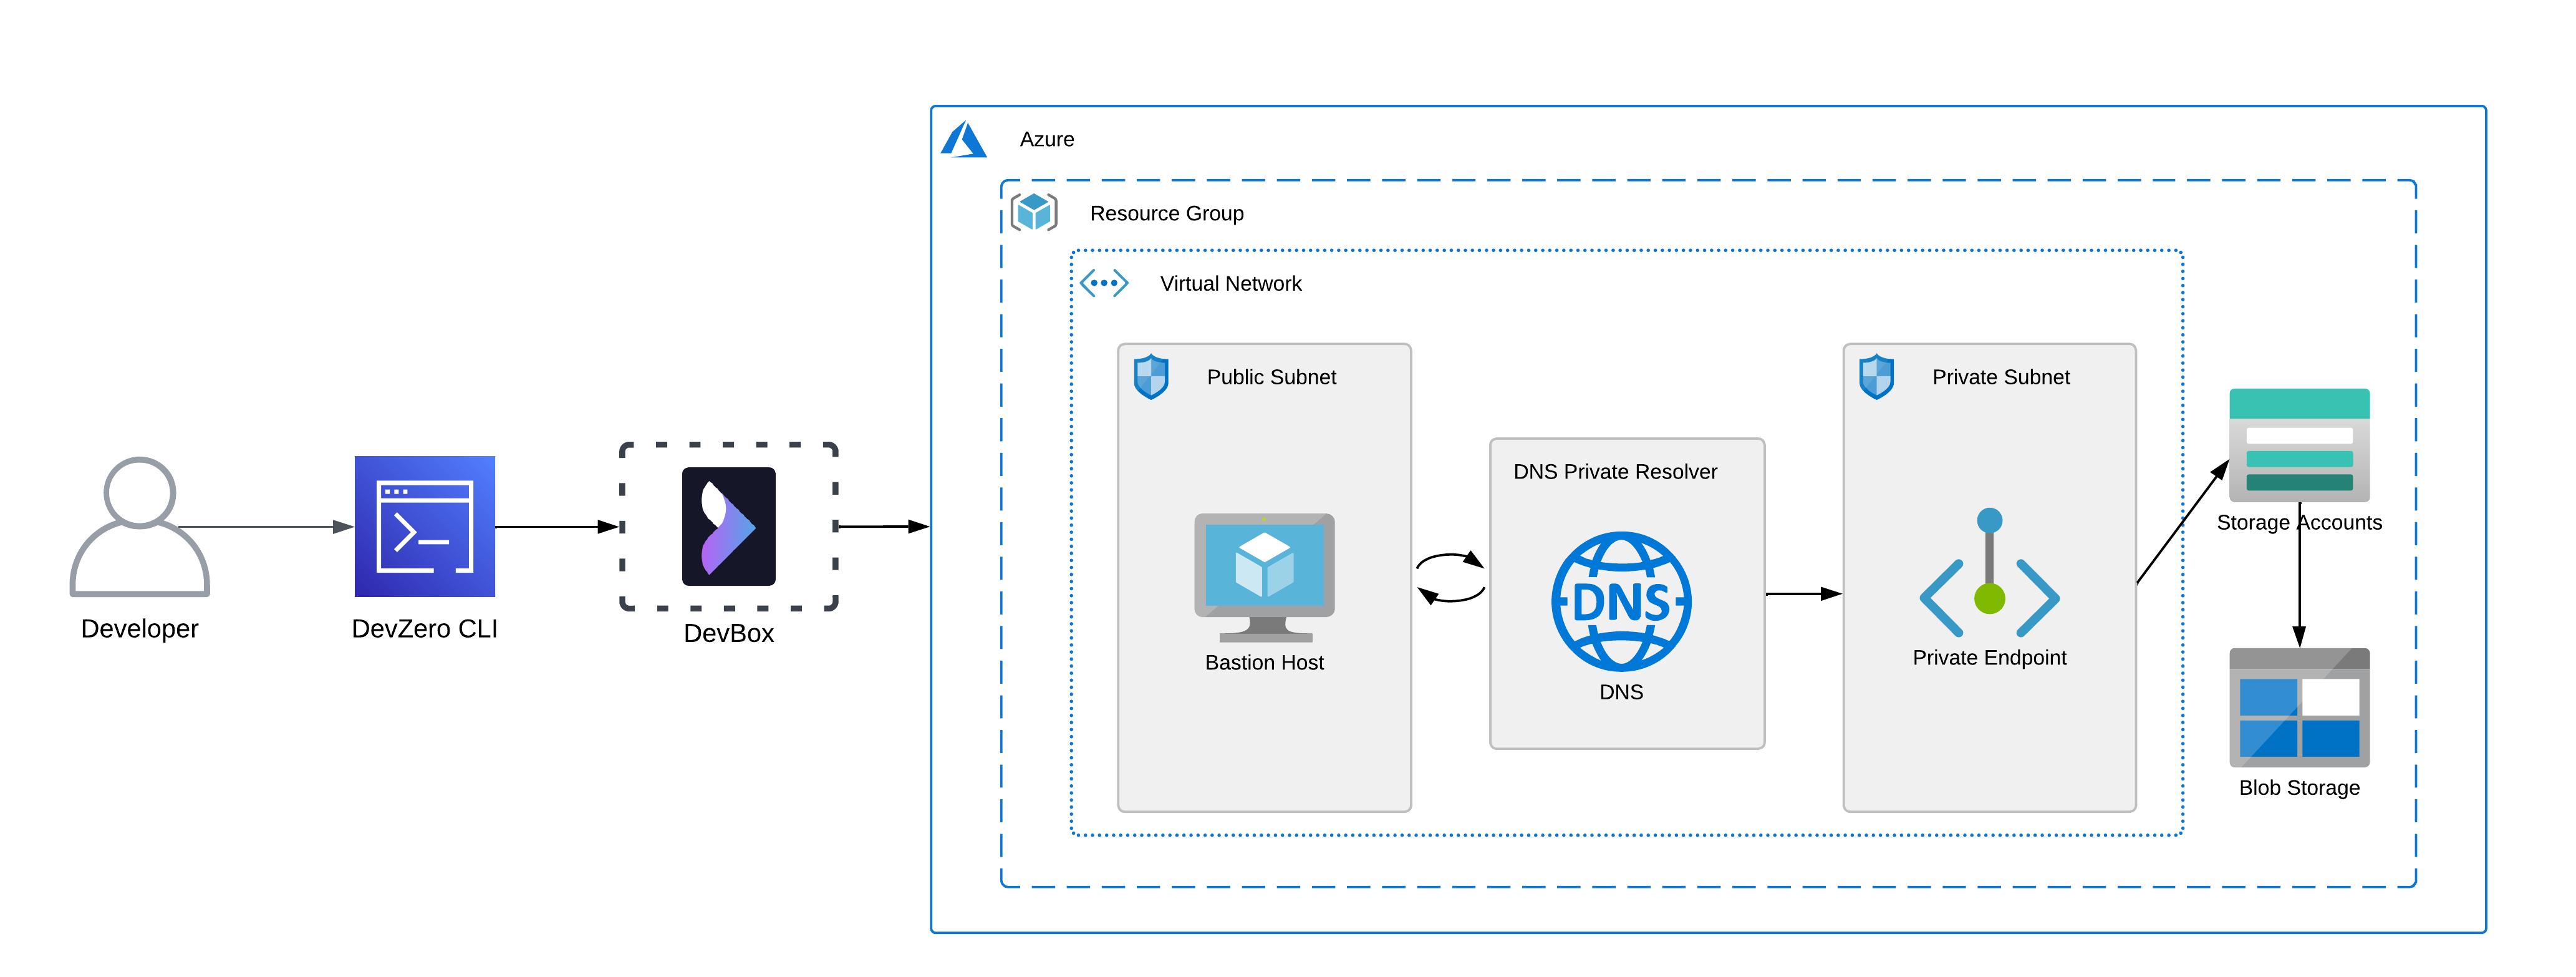 Azure
Resource Group
Virtual Network
Public Subnet
Private Subnet
DNS Private Resolver
DNS
Storage Accounts
Developer
DevZero CLI
DevBox
Bastion Host
Private Endpoint
DNS
Blob Storage